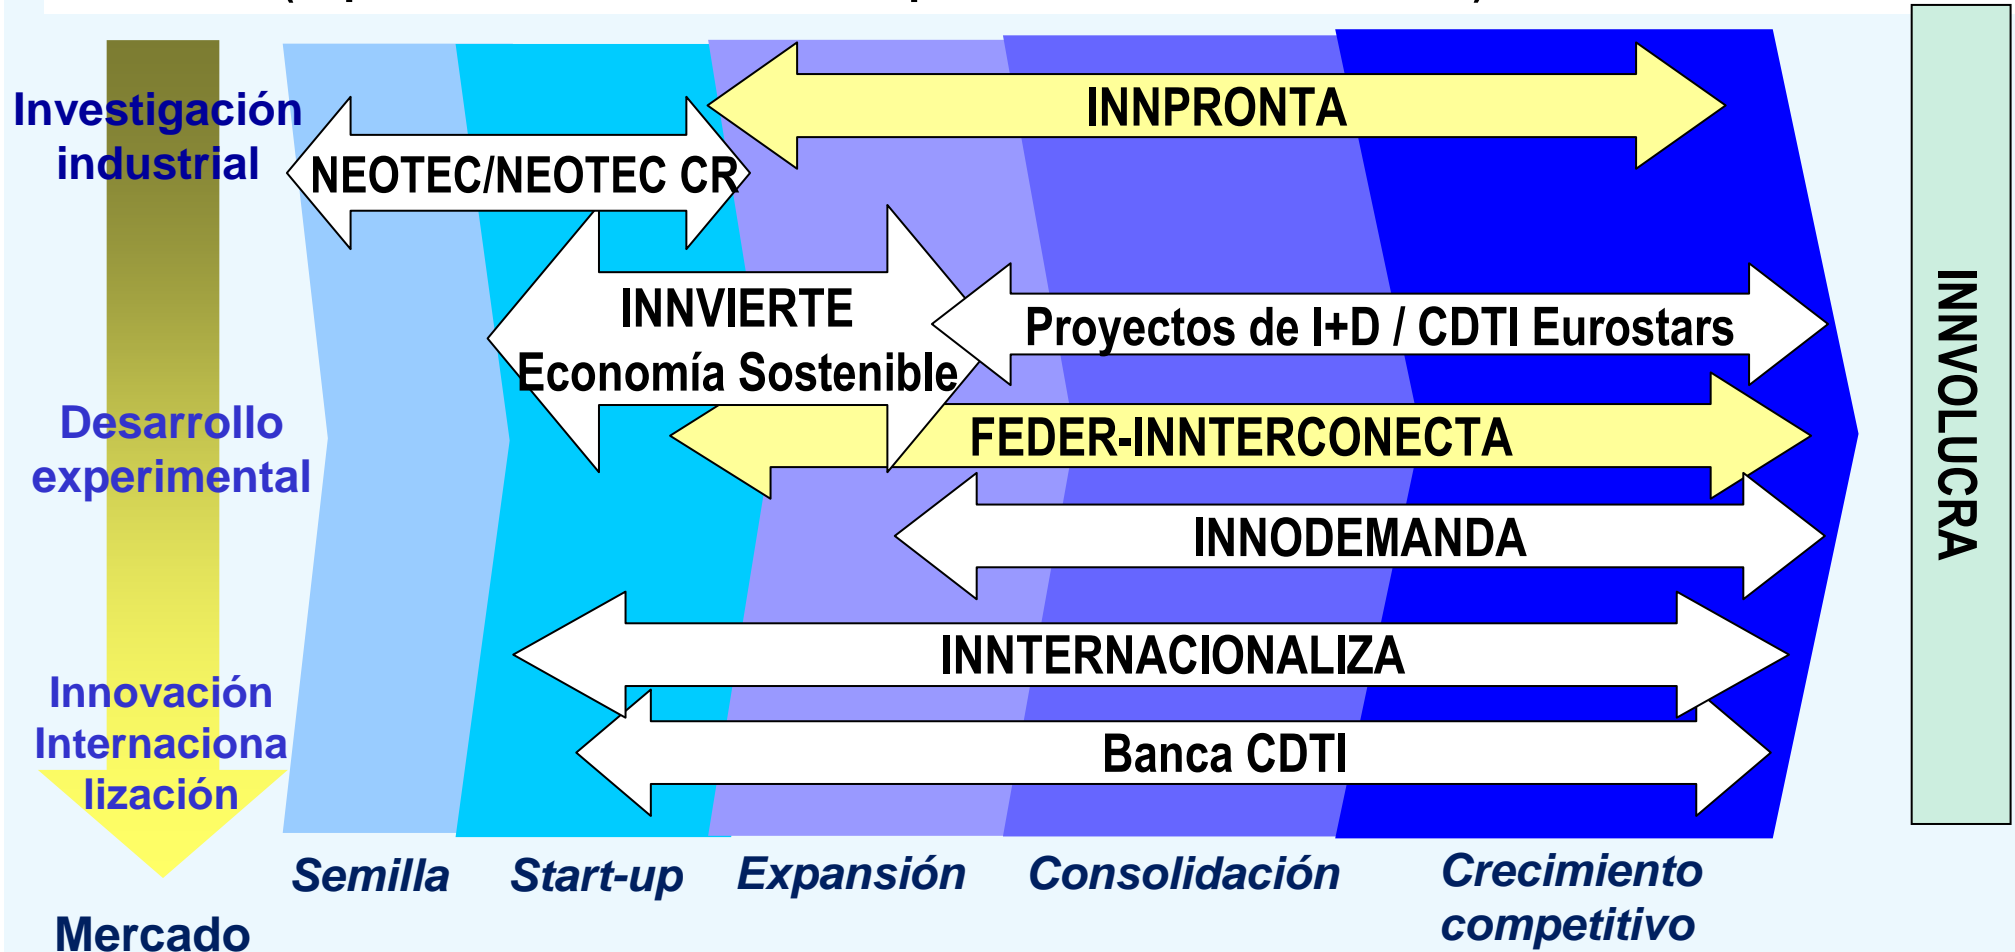 Investigación
industrial
INNPRONTA
NEOTEC/NEOTEC CR
INNVIERTE
Economía Sostenible
Proyectos de I+D / CDTI Eurostars
Desarrollo
experimental
FEDER-INNTERCONECTA
INNODEMANDA
INNTERNACIONALIZA
Innovación
Internaciona
lización
Banca CDTI
INNVOLUCRA
Semilla
Start-up
Expansión
Consolidación
Crecimiento
competitivo
Mercado